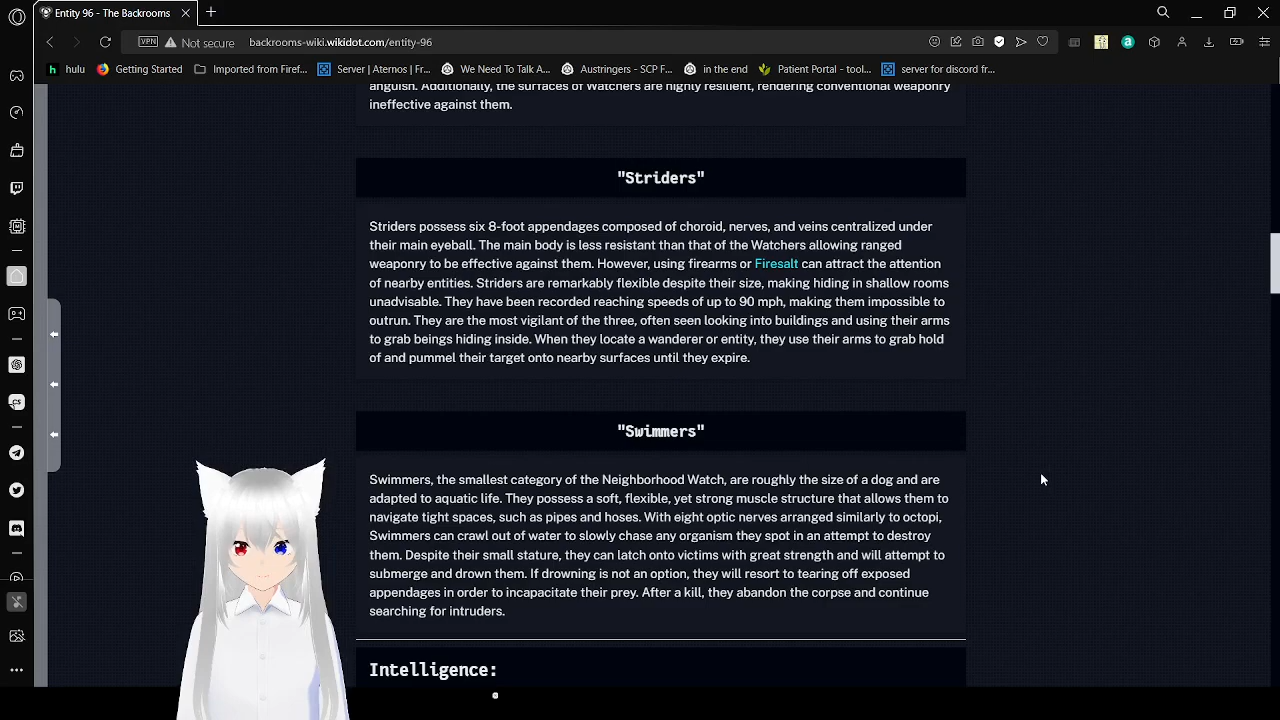 Entity 96 - The Backrooms
VPN
Not secure
backrooms-wiki.wikidot.com/entity-96
hulu
Getting Started
Imported from Firef...
Server | Aternos | Fr...
We Need To Talk A...
Austringers - SCP F...
in the end
Patient Portal - tool...
server for discord fr...
anguish. Additionally, the surfaces of Watchers are highly resilient, rendering conventional weaponry
ineffective against them.
"Striders"
Striders possess six 8-foot appendages composed of choroid, nerves, and veins centralized under
their main eyeball. The main body is less resistant than that of the Watchers allowing ranged
weaponry to be effective against them. However, using firearms or Firesalt can attract the attention
of nearby entities. Striders are remarkably flexible despite their size, making hiding in shallow rooms
unadvisable. They have been recorded reaching speeds of up to 90 mph, making them impossible to
outrun. They are the most vigilant of the three, often seen looking into buildings and using their arms
to grab beings hiding inside. When they locate a wanderer or entity, they use their arms to grab hold
of and pummel their target onto nearby surfaces until they expire.
"Swimmers"
Swimmers, the smallest category of the Neighborhood Watch, are roughly the size of a dog and are
adapted to aquatic life. They possess a soft, flexible, yet strong muscle structure that allows them to
navigate tight spaces, such as pipes and hoses. With eight optic nerves arranged similarly to octopi,
Swimmers can crawl out of water to slowly chase any organism they spot in an attempt to destroy
them. Despite their small stature, they can latch onto victims with great strength and will attempt to
submerge and drown them. If drowning is not an option, they will resort to tearing off exposed
appendages in order to incapacitate their prey. After a kill, they abandon the corpse and continue
searching for intruders.
Intelligence: